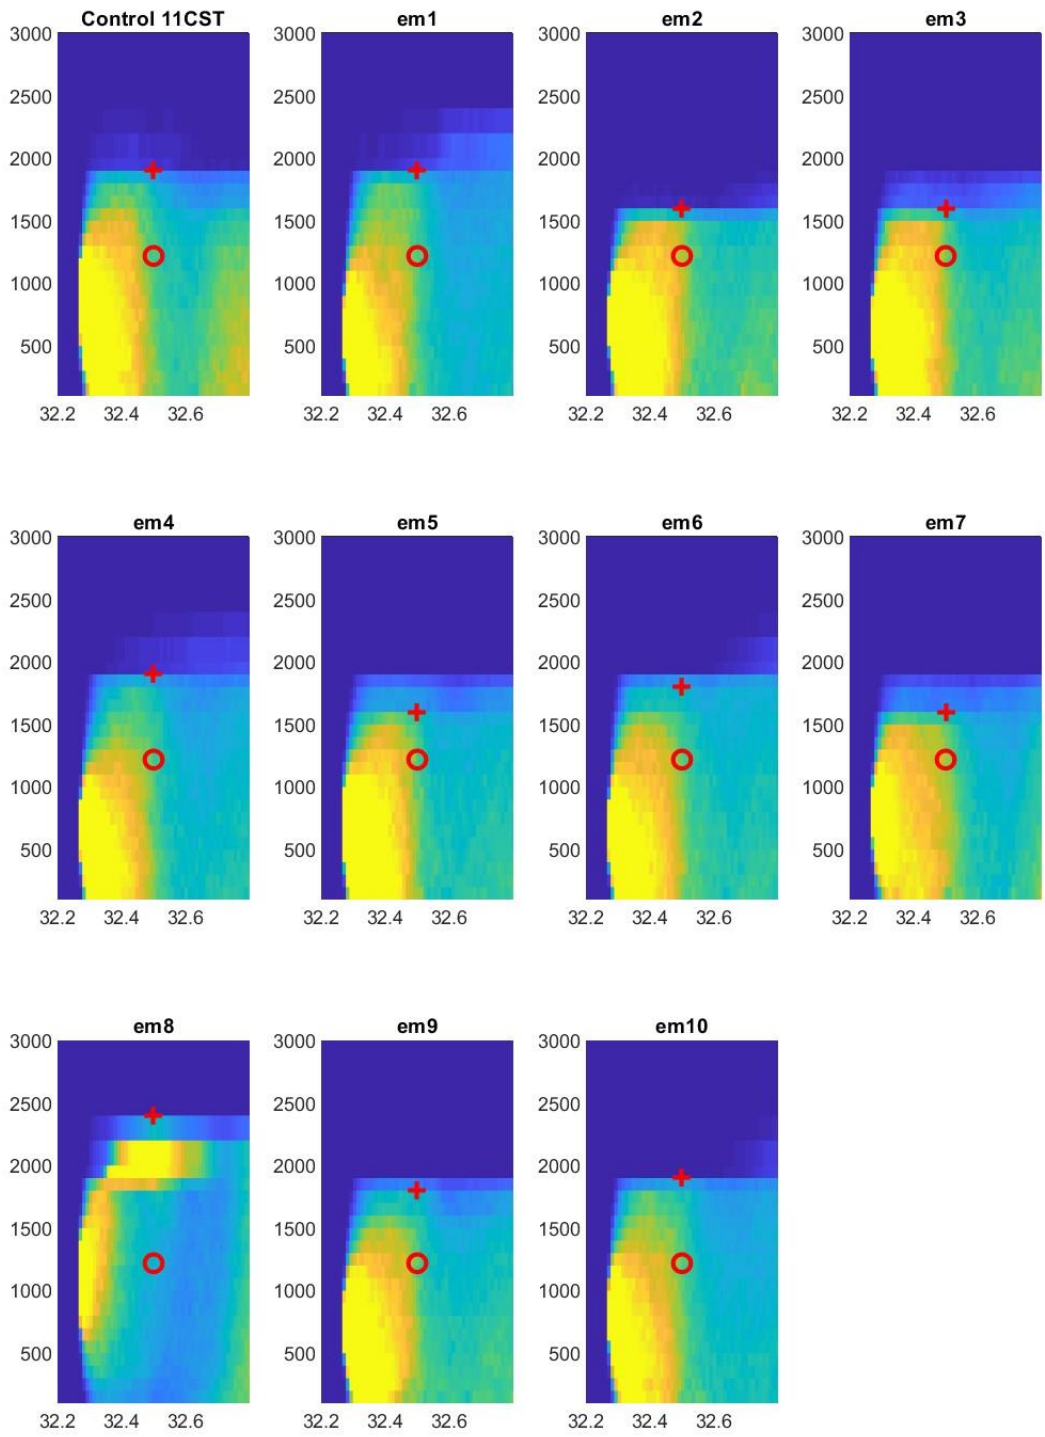 Control 11CST em1 em2 em3
3000 3000 3000 3000
2500 2500 2500 2500
2000 2000 2000 2000
1500 1500 1500 1500
1000 1000 1000 1000
500 500 500 500
32.2 32.4 32.6 32.2 32.4 32.6 32.2 32.4 32.6 32.2 32.4 32.6
em4 em5 em6 em7
3000 3000 3000 3000
2500 2500 2500 2500
2000 2000 2000 2000
1500 1500 1500 1500
1000 1000 1000 1000
500 500 500 500
32.2 32.4 32.6 32.2 32.4 32.6 32.2 32.4 32.6 32.2 32.4 32.6
em8 em9 em10
3000 3000 3000
2500 2500 2500
2000 2000 2000
1500 1500 1500
1000 1000 1000
500 500 500
32.2 32.4 32.6 32.2 32.4 32.6 32.2 32.4 32.6